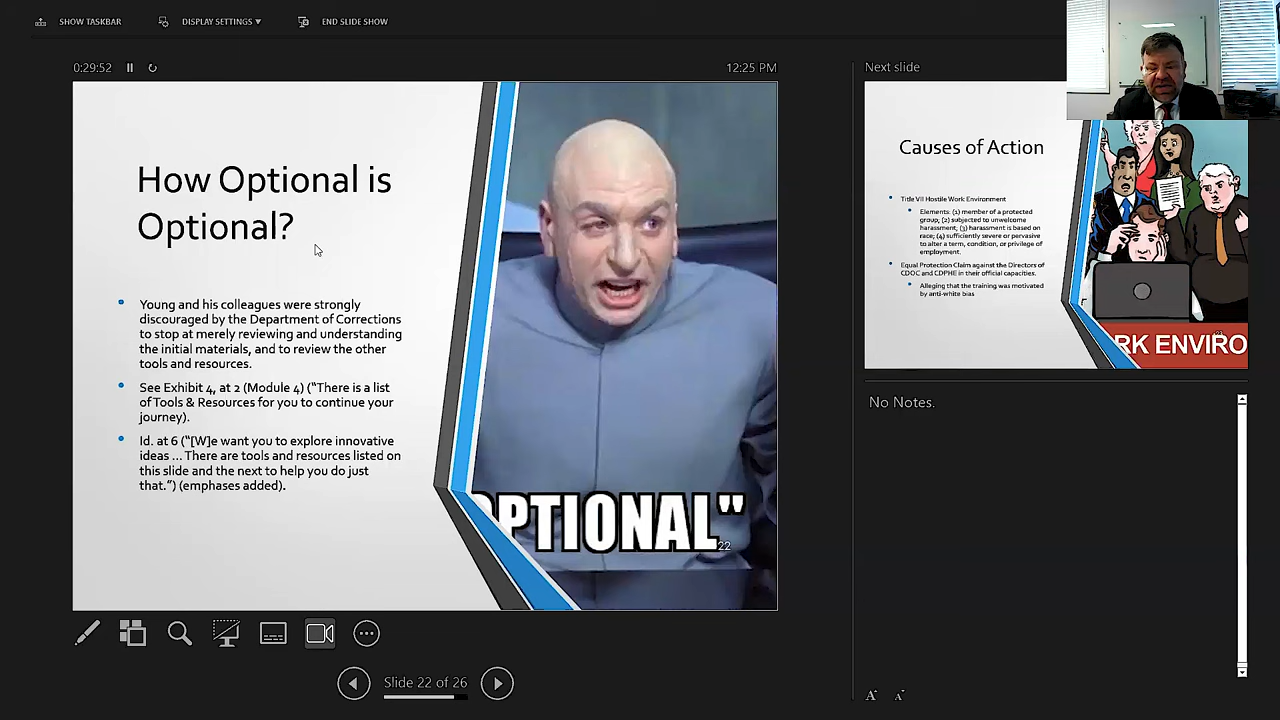 SHOW TASKBAR
DISPLAY SETTINGS ▼
END SLIDE SHOW
0:29:52
12:25 PM
How Optional is
Optional?
Young and his colleagues were strongly
discouraged by the Department of Corrections
to stop at merely reviewing and understanding
the initial materials, and to review the other
tools and resources.
See Exhibit 4, at 2 (Module 4) (“There is a list
of Tools & Resources for you to continue your
journey).
Id. at 6 (“[W]e want you to explore innovative
ideas … There are tools and resources listed on
this slide and the next to help you do just
that.”) (emphases added).
OPTIONAL"
22
Slide 22 of 26
Next slide
Causes of Action
Title VII Hostile Work Environment
Elements: (1) member of a protected
group; (2) subjected to unwelcome
harassment; (3) harassment is based on
race; (4) sufficiently severe or pervasive
to alter a term, condition, or privilege of
employment.
Equal Protection Claim against the Directors of
CDOC and CDPHE in their official capacities.
Alleging that the training was motivated
by anti-white bias
RK ENVIRO
No Notes.
A
A